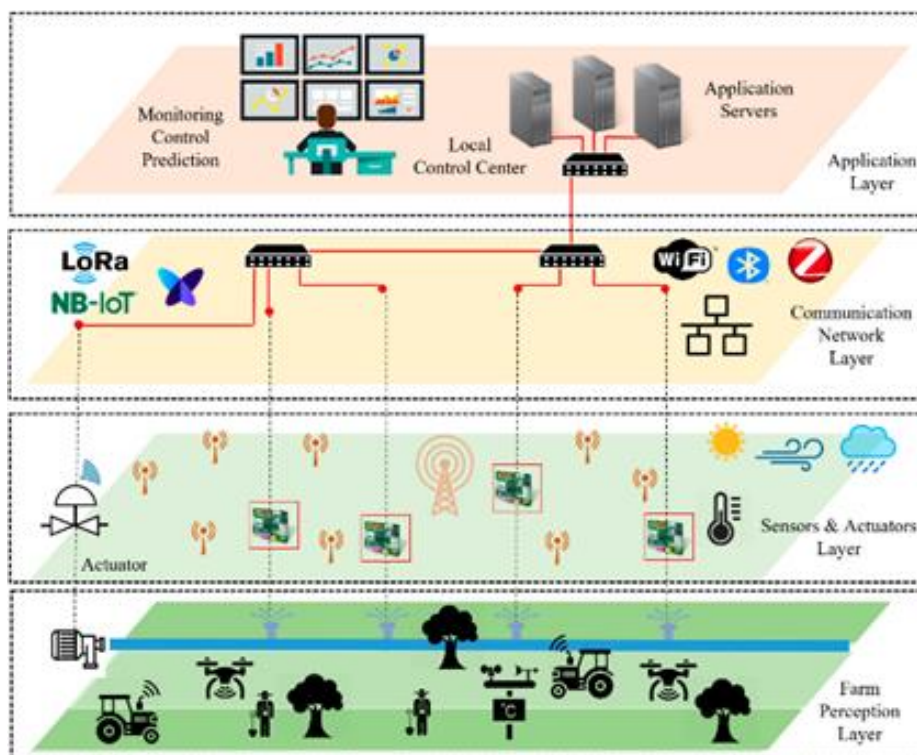 Monitoring
Control
Prediction
Local
Control Center
Application
Servers
Application
Layer
LoRa
NB-IoT
WiFi
Communication
Network
Layer
Actuator
Sensors & Actuators
Layer
°C
Farm
Perception
Layer